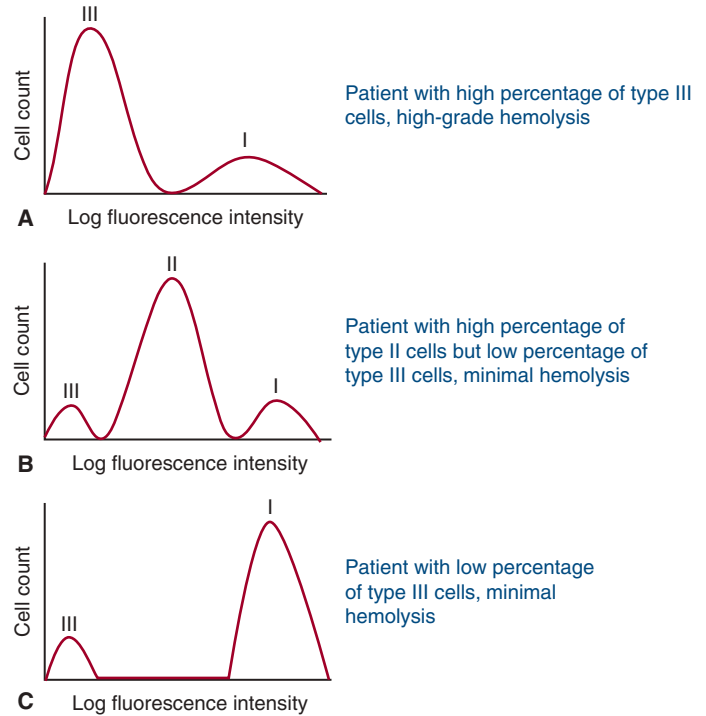 III
I
Cell count
Patient with high percentage of type III
cells, high-grade hemolysis
A
Log fluorescence intensity
II
III
I
Cell count
Patient with high percentage of
type II cells but low percentage of
type III cells, minimal hemolysis
B
Log fluorescence intensity
I
III
Cell count
Patient with low percentage
of type III cells, minimal
hemolysis
C
Log fluorescence intensity